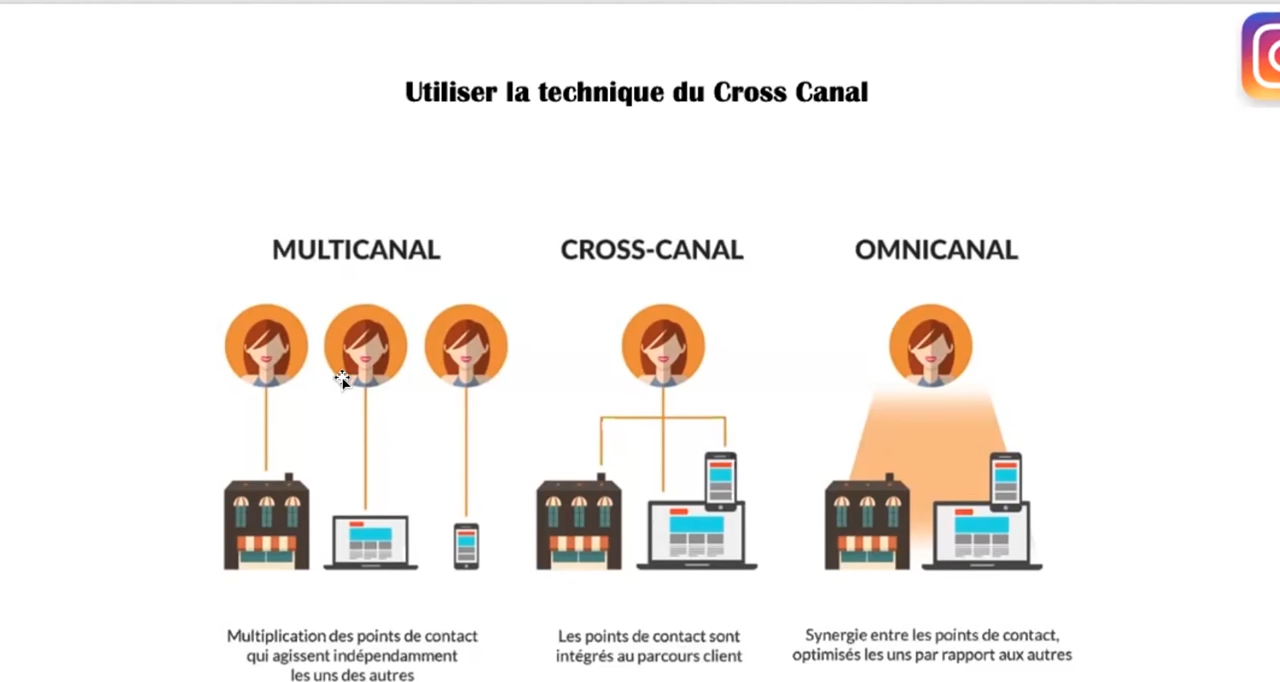 Utiliser la technique du Cross Canal
MULTICANAL
CROSS-CANAL
OMNICANAL
Multiplication des points de contact
qui agissent indépendamment
les uns des autres
Les points de contact sont
intégrés au parcours client
Synergie entre les points de contact,
optimisés les uns par rapport aux autres